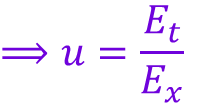 ⟹ u = E_t / E_x